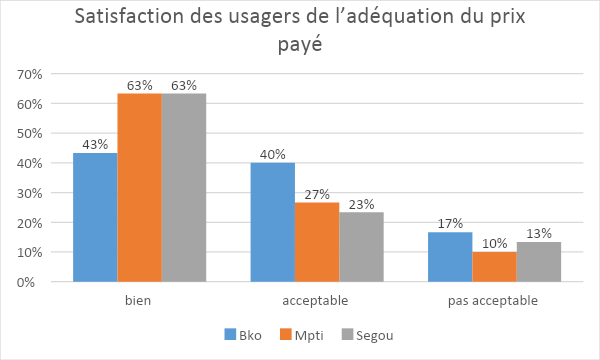 Satisfaction des usagers de l’adéquation du prix
payé
70%
60%
50%
40%
30%
20%
10%
0%
43%
63%
63%
40%
27%
23%
17%
10%
13%
bien
acceptable
pas acceptable
Bko
Mpti
Segou